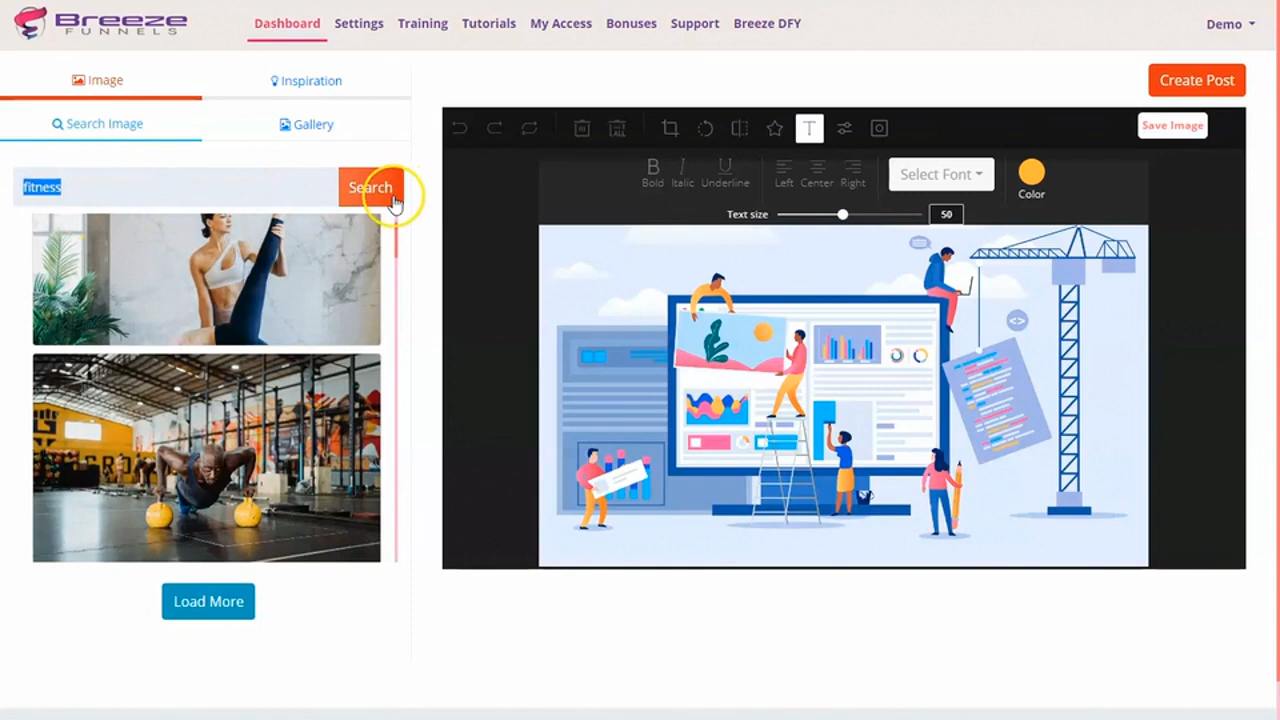 Breeze
FUNNELS
Dashboard Settings Training Tutorials My Access Bonuses Support Breeze DFY
Demo
Image
Inspiration
Create Post
Search Image
Gallery
Save Image
fitness
Search
Bold Italic Underline
Left Center Right
Select Font
Color
Text size
50
Load More